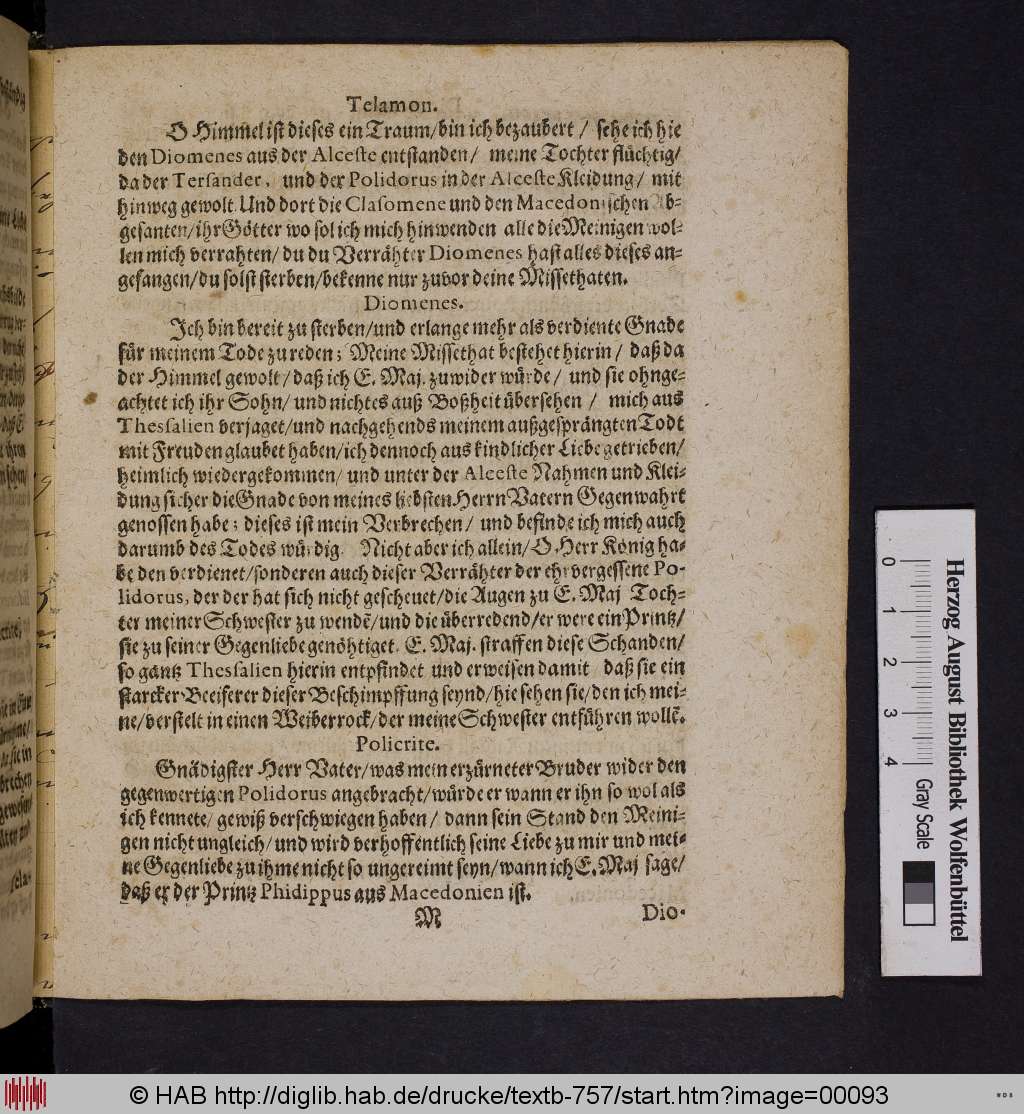 Telamon.
O Himmel ist dieses ein Traum/bin ich bezaubert / sehe ich hie
den Diomenes aus der Alceste entstanden/ meine Tochter flüchtig/
da der Tersander, und der Polidorus in der Alceste Kleidung/ mit
hinweg gewolt. Und dort die Clasomene und den Macedonischen Ab-
gesanten/ihr Götter wo sol ich mich hinwenden alle die Meinigen wol-
len mich verrahten/ du du Verrähter Diomenes hast alles dieses an-
gefangen/du solst sterben/bekenne nur zuvor deine Missethaten.
Diomenes.
Ich bin bereit zu sterben/und erlange mehr als verdiente Gnade
für meinem Tode zu reden; Meine Missethat bestehet hierin/ daß da
der Himmel gewolt/daß ich E. Maj. zuwider würde/ und sie ohnge-
achtet ich ihr Sohn/ und nichtes auß Boßheit übersehen / mich aus
Thessalien verjaget/und nachgehends meinem außgesprängten Todt
mit Freuden glaubet haben/ich dennoch aus kindlicher Liebe getrieben/
heimlich wiedergekommen/ und unter der Alceste Nahmen und Klei-
dung sicher die Gnade von meines liebsten Herrn Vatern Gegenwahrt
genossen habe; dieses ist mein Verbrechen/ und befinde ich mich auch
darumb des Todes würdig. Nicht aber ich allein/ O Herr König ha-
be den verdienet/sonderen auch dieser Verrähter der ehrvergessene Po-
lidorus, der der hat sich nicht gescheuet/die Augen zu E. Maj Toch-
ter meiner Schwester zu wendẽ/und die überredend/er were ein Printz/
sie zu seiner Gegenliebe genöhtiget. E. Maj. straffen diese Schanden/
so gantz Thessalien hierin entpfindet und erweisen damit daß sie ein
starcker Beeiferer dieser Beschimpffung seynd/hie sehen sie/den ich mei-
ne/verstelt in einen Weiberrock/der meine Schwester entführen wollẽ.
Policrite.
Gnädigster Herr Vater/was mein erzürneter Bruder wider den
gegenwertigen Polidorus angebracht/würde er wann er ihn so wol als
ich kennete/ gewiß verschwiegen haben/ dann sein Stand den Meini-
gen nicht ungleich/und wird verhoffentlich seine Liebe zu mir und mei-
ne Gegenliebe zu ihme nicht so ungereimt seyn/wann ich E. Maj sage/
daß er der Printz Phidippus aus Macedonien ist.
M
Dio-
Herzog August Bibliothek Wolfenbüttel
0 1 2 3 4
Gray Scale
© HAB http://diglib.hab.de/drucke/textb-757/start.htm?image=00093